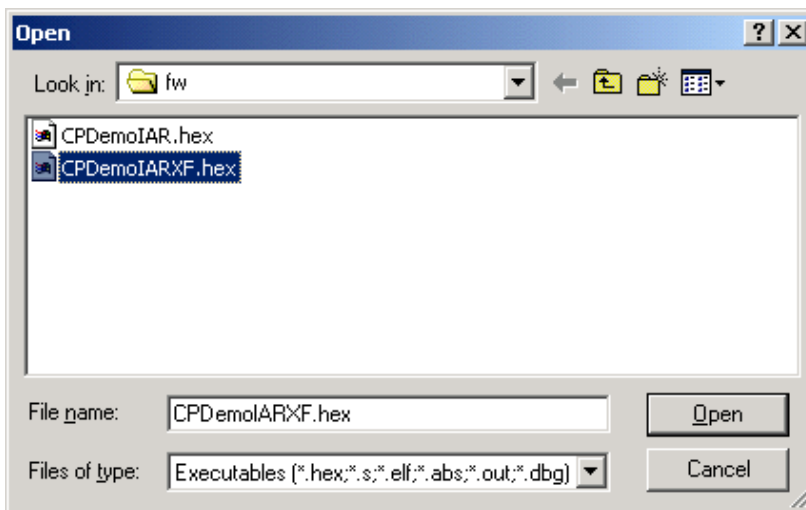 Open
Look in: fw
CPDemoIAR.hex
CPDemoIARXF.hex
File name: CPDemoIARXF.hex Open
Files of type: Executables (*.hex;*.s;*.elf;*.abs;*.out;*.dbg) Cancel